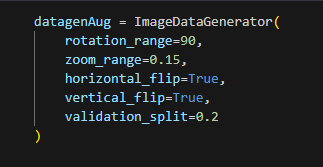 datagenAug = ImageDataGenerator(
    rotation_range=90,
    zoom_range=0.15,
    horizontal_flip=True,
    vertical_flip=True,
    validation_split=0.2
)